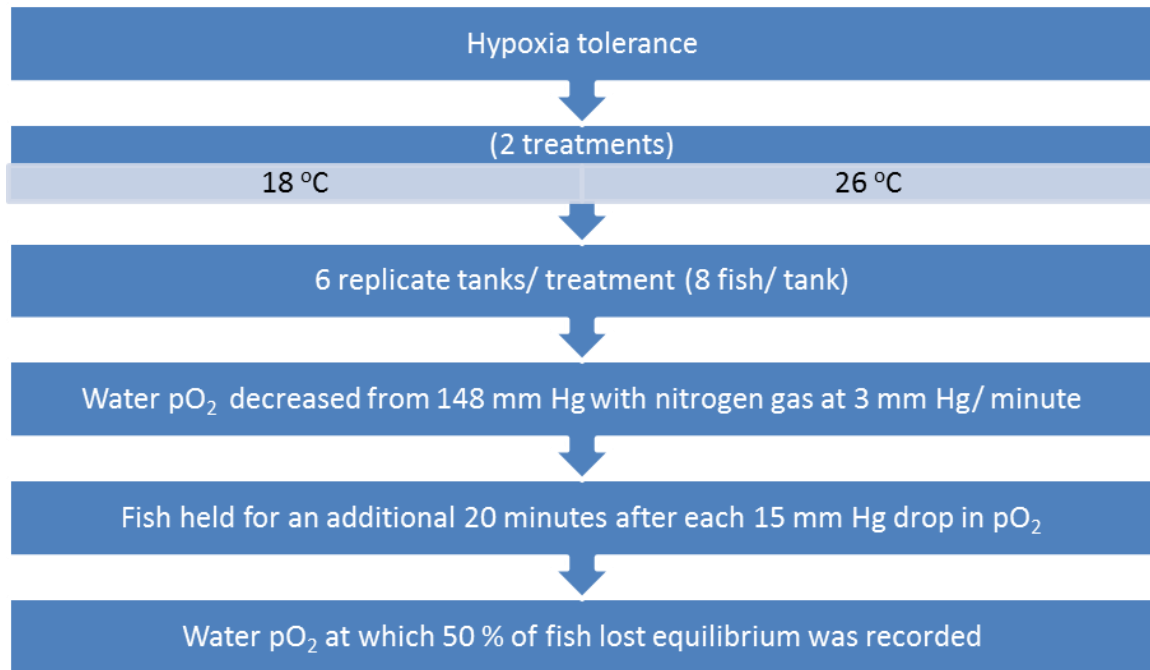 Hypoxia tolerance
(2 treatments)
18 °C 26 °C
6 replicate tanks/ treatment (8 fish/ tank)
Water pO₂ decreased from 148 mm Hg with nitrogen gas at 3 mm Hg/ minute
Fish held for an additional 20 minutes after each 15 mm Hg drop in pO₂
Water pO₂ at which 50 % of fish lost equilibrium was recorded